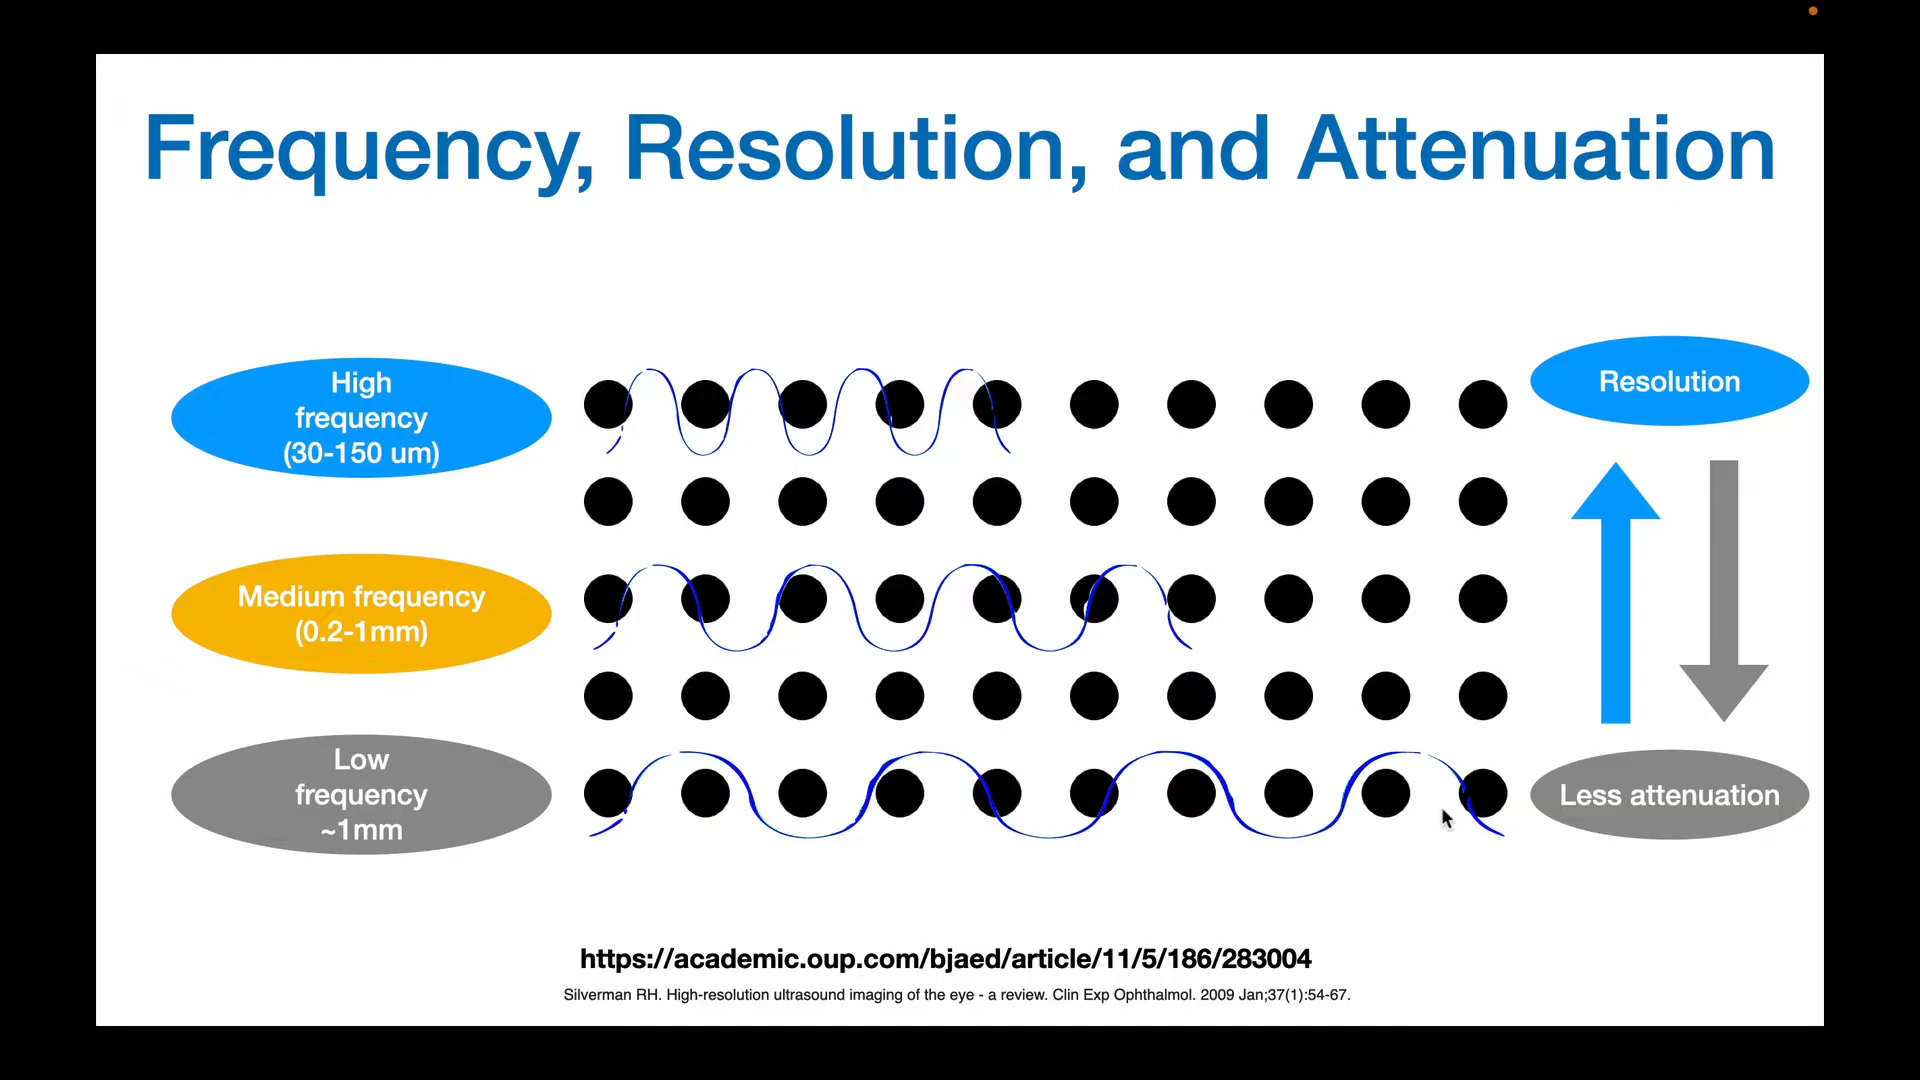 Frequency, Resolution, and Attenuation
High
frequency
(30-150 um)
Resolution
Medium frequency
(0.2-1mm)
Low
frequency
~1mm
Less attenuation
https://academic.oup.com/bjaed/article/11/5/186/283004
Silverman RH. High-resolution ultrasound imaging of the eye - a review. Clin Exp Ophthalmol. 2009 Jan;37(1):54-67.